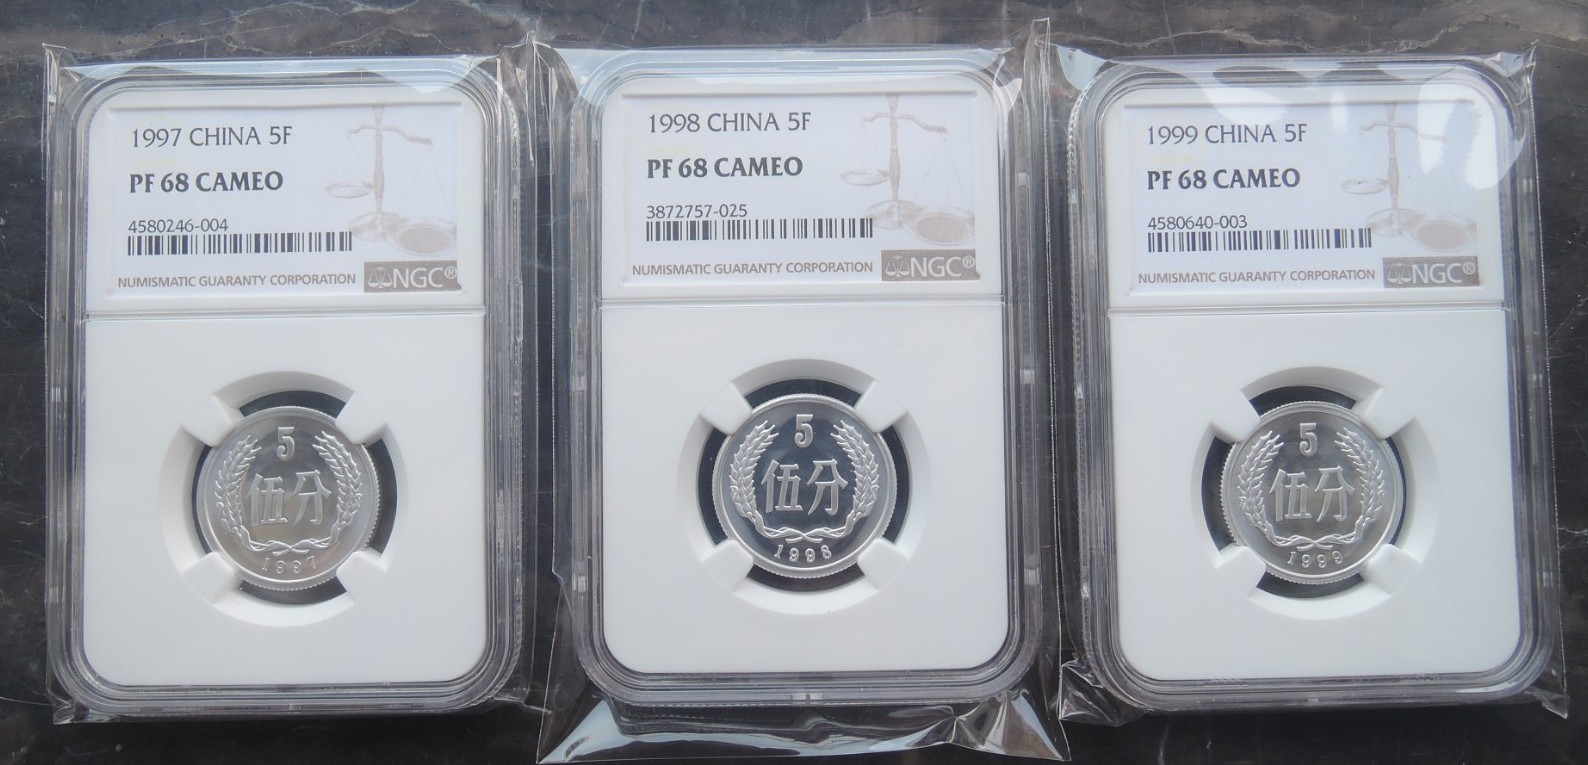 1997 CHINA 5F
PF 68 CAMEO
4580246-004
NUMISMATIC GUARANTY CORPORATION NGC®
5
伍分
1997
1998 CHINA 5F
PF 68 CAMEO
3872757-025
NUMISMATIC GUARANTY CORPORATION NGC®
5
伍分
1998
1999 CHINA 5F
PF 68 CAMEO
4580640-003
NUMISMATIC GUARANTY CORPORATION NGC®
5
伍分
1999